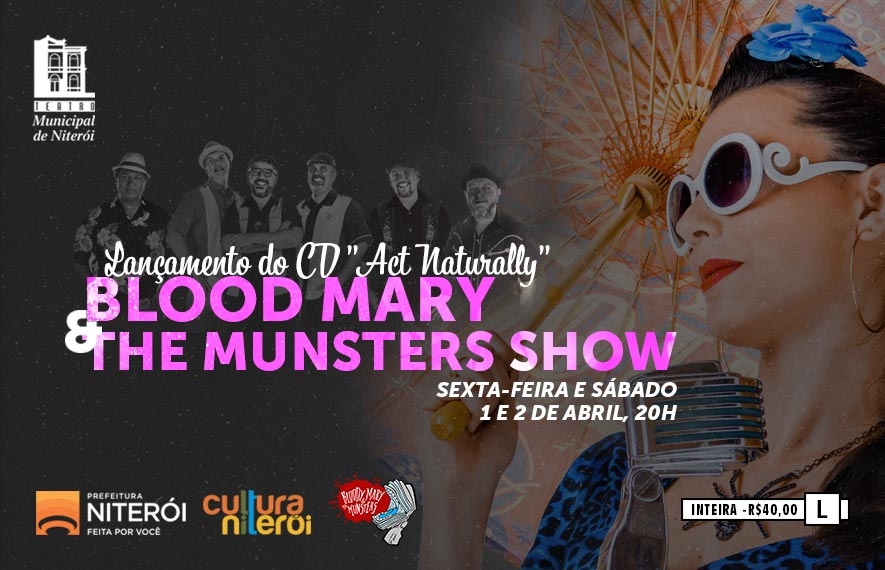 TEATRO
Municipal
de Niterói
Lançamento do CD "Act Naturally"
BLOOD MARY
&
THE MUNSTERS SHOW
SEXTA-FEIRA E SÁBADO
1 E 2 DE ABRIL, 20H
PREFEITURA
NITERÓI
FEITA POR VOCÊ
cultura
niterói
BLOOD MARY
MUNSTERS
INTEIRA -R$40,00
L